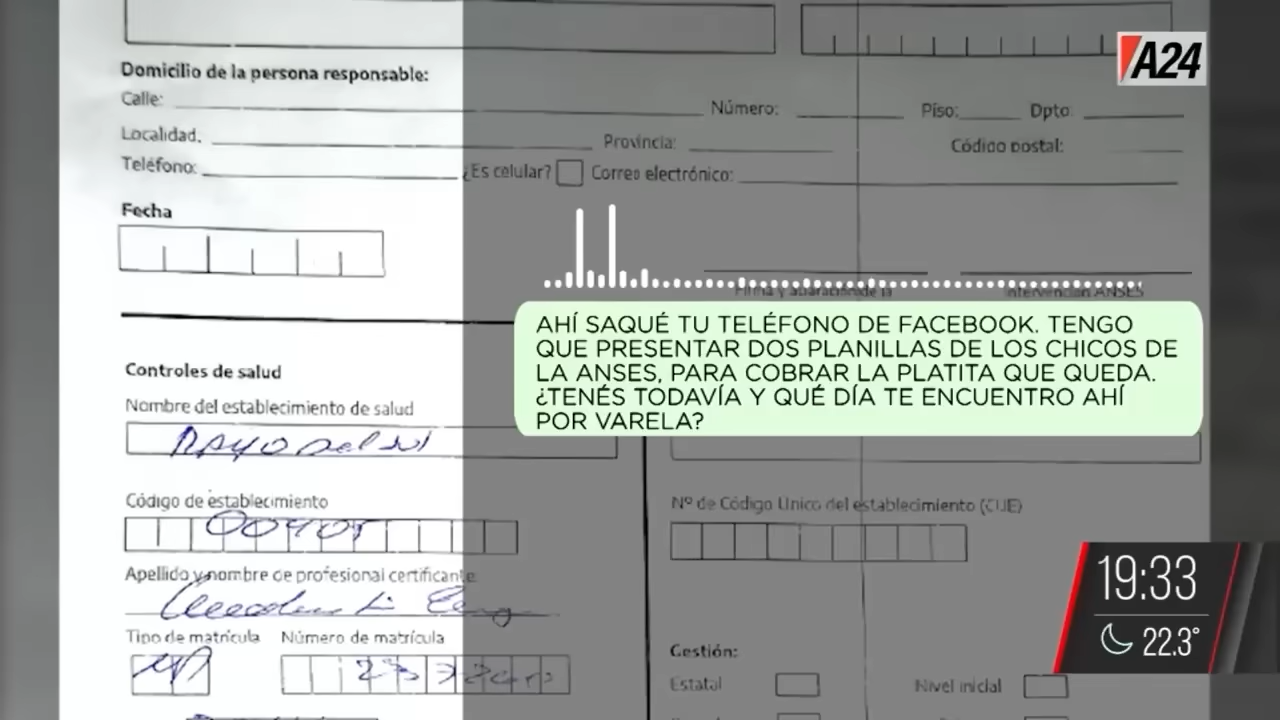 A24
Domicilio de la persona responsable:
Calle: Número: Piso: Dpto:
Localidad: Provincia: Código postal:
Teléfono: ¿Es celular? Correo electrónico:
Fecha
Firma y aclaración de la Intervención ANSES
AHÍ SAQUÉ TU TELÉFONO DE FACEBOOK. TENGO
QUE PRESENTAR DOS PLANILLAS DE LOS CHICOS DE
LA ANSES, PARA COBRAR LA PLATITA QUE QUEDA.
¿TENÉS TODAVÍA Y QUÉ DÍA TE ENCUENTRO AHÍ
POR VARELA?
Controles de salud
Nombre del establecimiento de salud
RAYO del Sol
Código de establecimiento Nº de Código Unico del establecimiento (CUE)
Apellido y nombre de profesional certificante
Tipo de matrícula Número de matrícula
Gestión:
Estatal Nivel inicial
19:33
22.3°